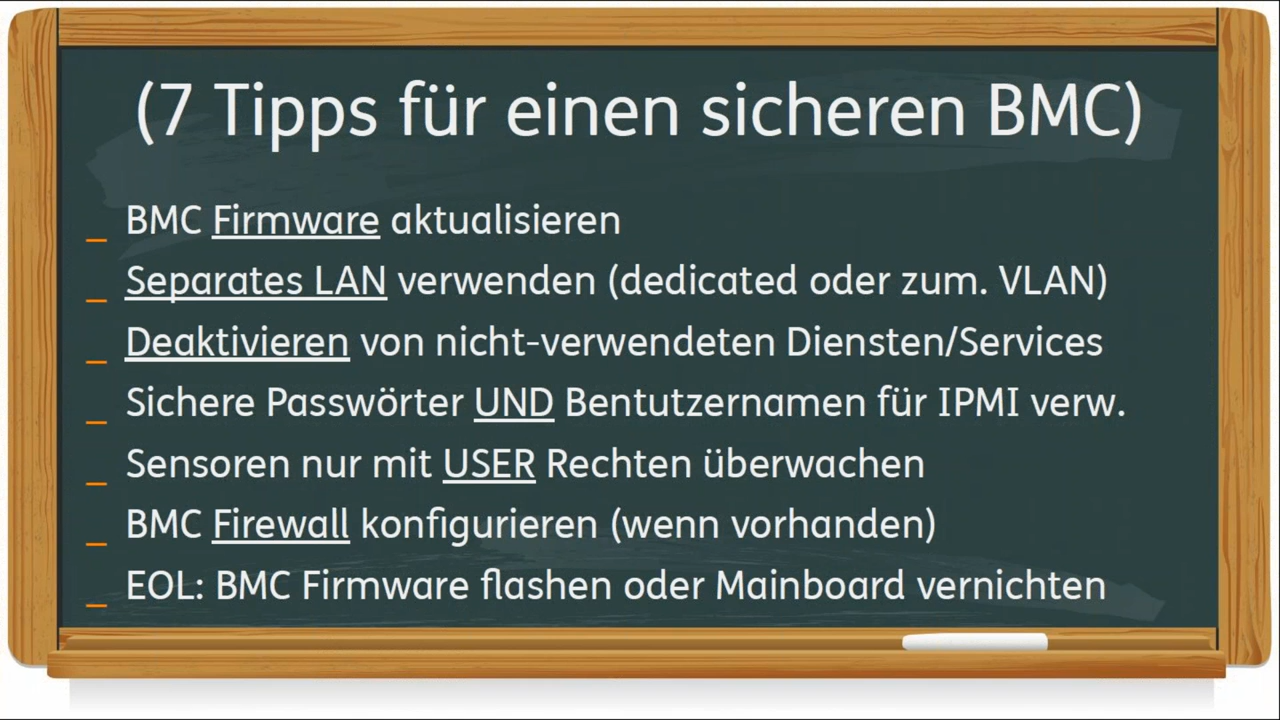 (7 Tipps für einen sicheren BMC)
_ BMC Firmware aktualisieren
_ Separates LAN verwenden (dedicated oder zum. VLAN)
_ Deaktivieren von nicht-verwendeten Diensten/Services
_ Sichere Passwörter UND Bentutzernamen für IPMI verw.
_ Sensoren nur mit USER Rechten überwachen
_ BMC Firewall konfigurieren (wenn vorhanden)
_ EOL: BMC Firmware flashen oder Mainboard vernichten